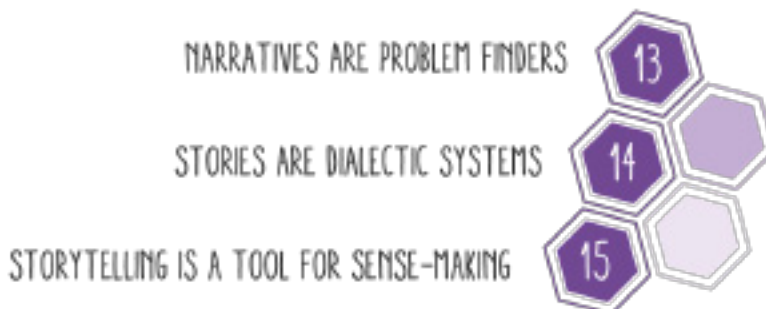 NARRATIVES ARE PROBLEM FINDERS 13
STORIES ARE DIALECTIC SYSTEMS 14
STORYTELLING IS A TOOL FOR SENSE-MAKING 15